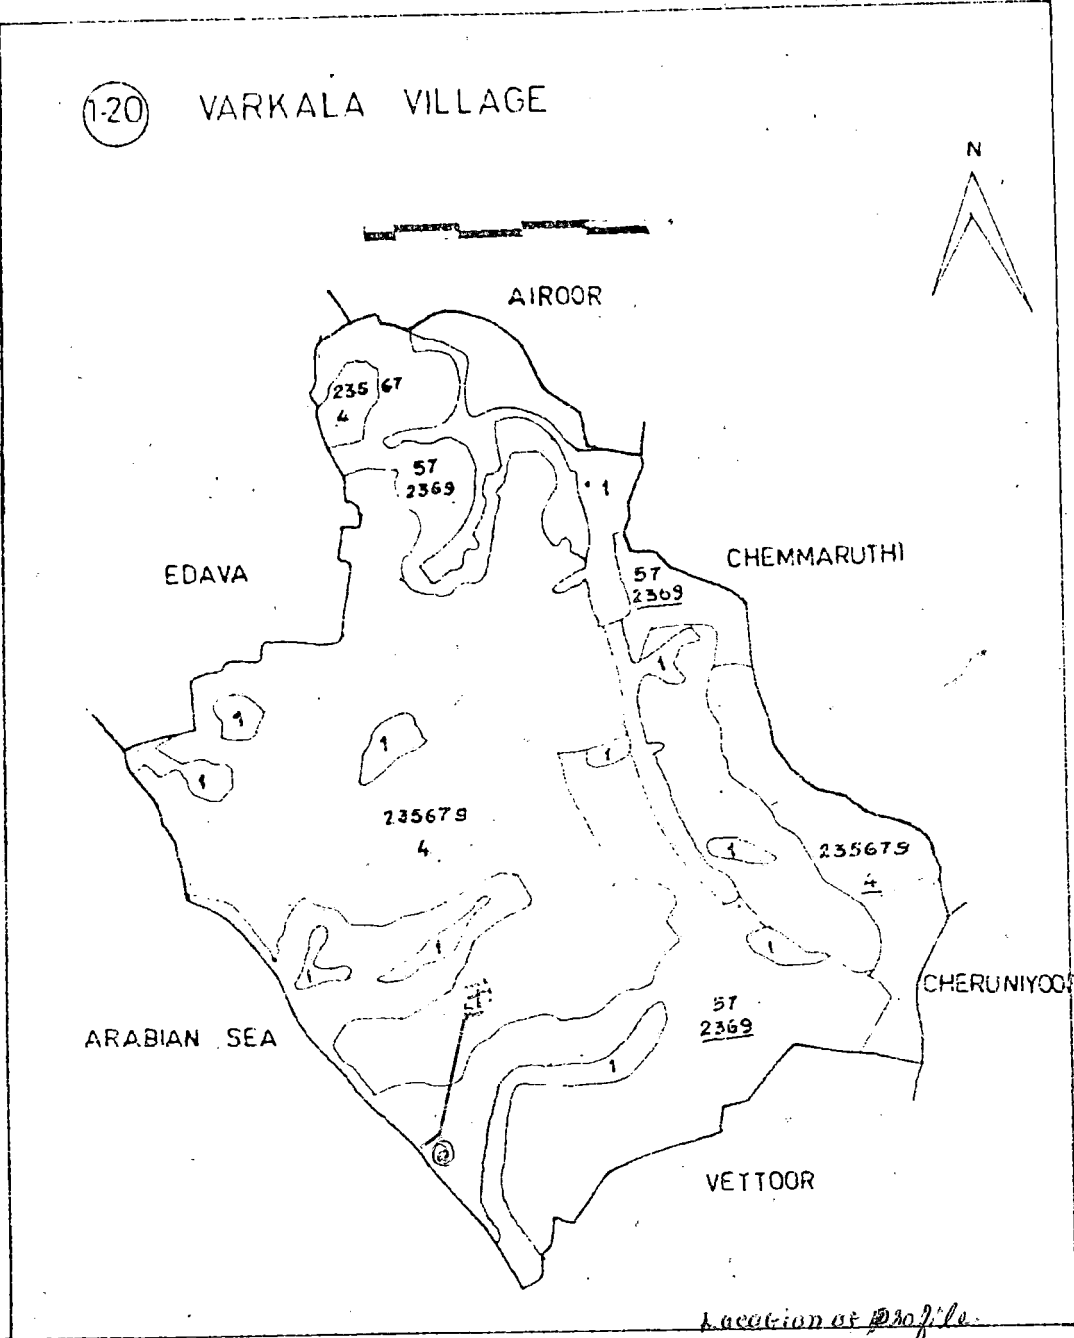 1-20 VARKALA VILLAGE
N
AIROOR
235 67
4
57
2369
1
EDAVA
CHEMMARUTHI
57
2369
1
1
1
1
1
235679
4
1
235679
4
1
1
1
CHERUNIYOOR
57
2369
ARABIAN SEA
1
VETTOOR
Location of Profile.